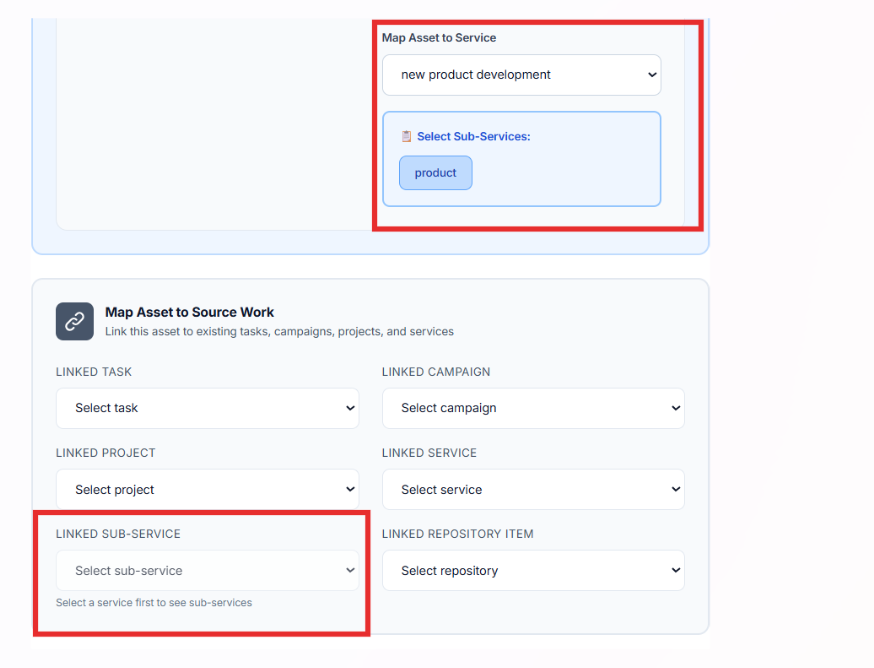 Map Asset to Service
new product development
Select Sub-Services:
product
Map Asset to Source Work
Link this asset to existing tasks, campaigns, projects, and services
LINKED TASK
LINKED CAMPAIGN
Select task
Select campaign
LINKED PROJECT
LINKED SERVICE
Select project
Select service
LINKED SUB-SERVICE
LINKED REPOSITORY ITEM
Select sub-service
Select repository
Select a service first to see sub-services